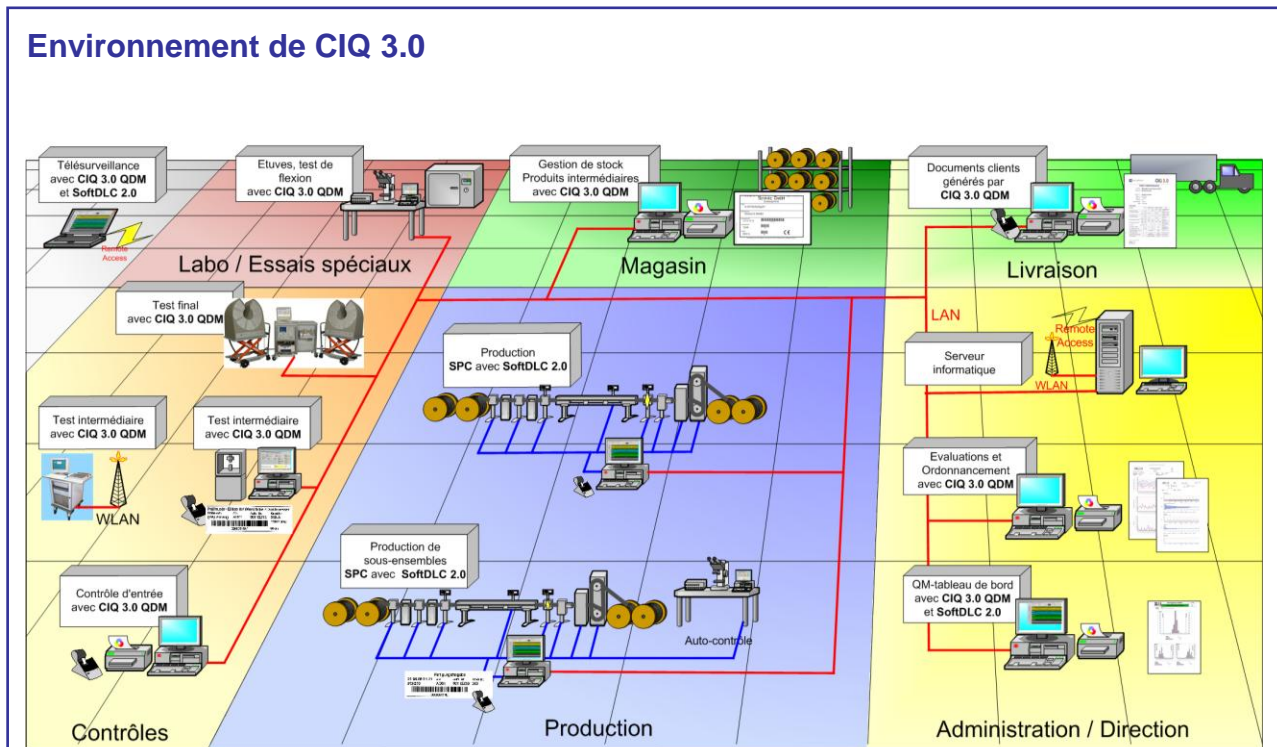 Environnement de CIQ 3.0
Télésurveillance
avec CIQ 3.0 QDM
et SoftDLC 2.0
Remote
Access
Etuves, test de
flexion
avec CIQ 3.0 QDM
Labo / Essais spéciaux
Gestion de stock
Produits intermédiaires
avec CIQ 3.0 QDM
Magasin
Documents clients
générés par
CIQ 3.0 QDM
Livraison
Test final
avec CIQ 3.0 QDM
Production
SPC avec SoftDLC 2.0
LAN
Remote
Access
Serveur
informatique
WLAN
Test intermédiaire
avec CIQ 3.0 QDM
WLAN
Test intermédiaire
avec CIQ 3.0 QDM
Evaluations et
Ordonnancement
avec CIQ 3.0 QDM
Production de
sous-ensembles
SPC avec SoftDLC 2.0
Auto-contrôle
Contrôle d'entrée
avec CIQ 3.0 QDM
QM-tableau de bord
avec CIQ 3.0 QDM
et SoftDLC 2.0
Contrôles
Production
Administration / Direction